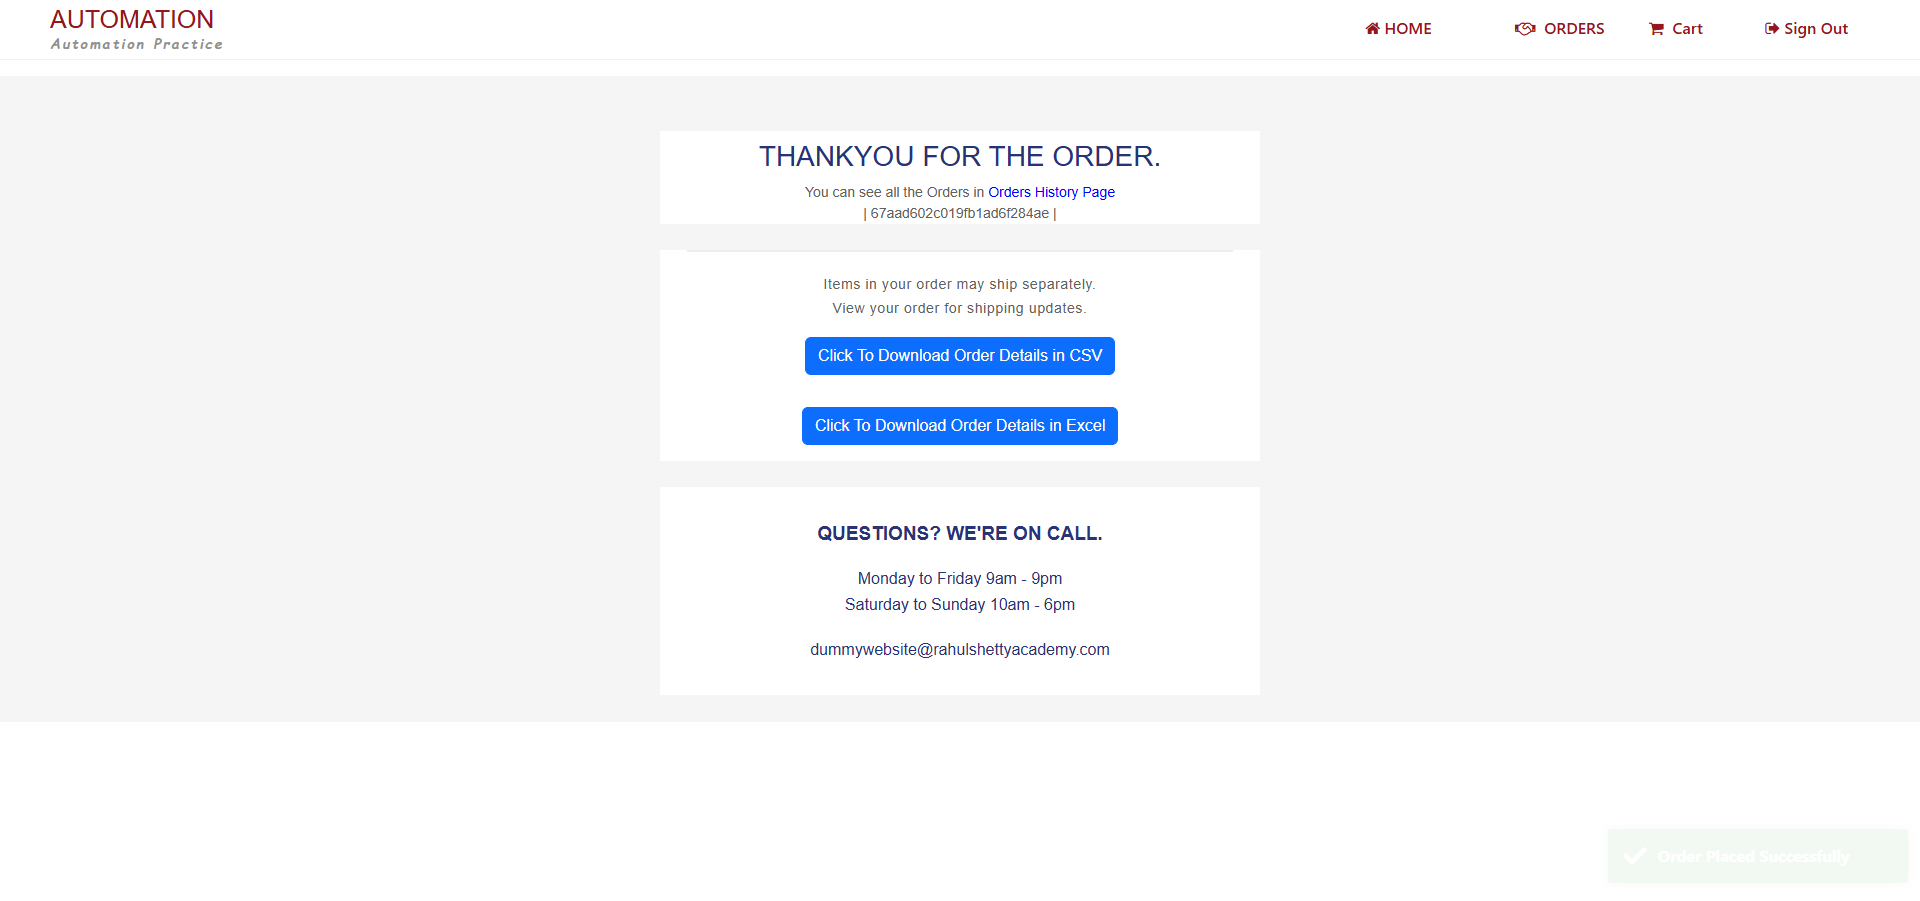 AUTOMATION
Automation Practice
HOME
ORDERS
Cart
Sign Out
THANKYOU FOR THE ORDER.
You can see all the Orders in Orders History Page
| 67aad602c019fb1ad6f284ae |
Items in your order may ship separately.
View your order for shipping updates.
Click To Download Order Details in CSV
Click To Download Order Details in Excel
QUESTIONS? WE'RE ON CALL.
Monday to Friday 9am - 9pm
Saturday to Sunday 10am - 6pm
dummywebsite@rahulshettyacademy.com
Order Placed Successfully